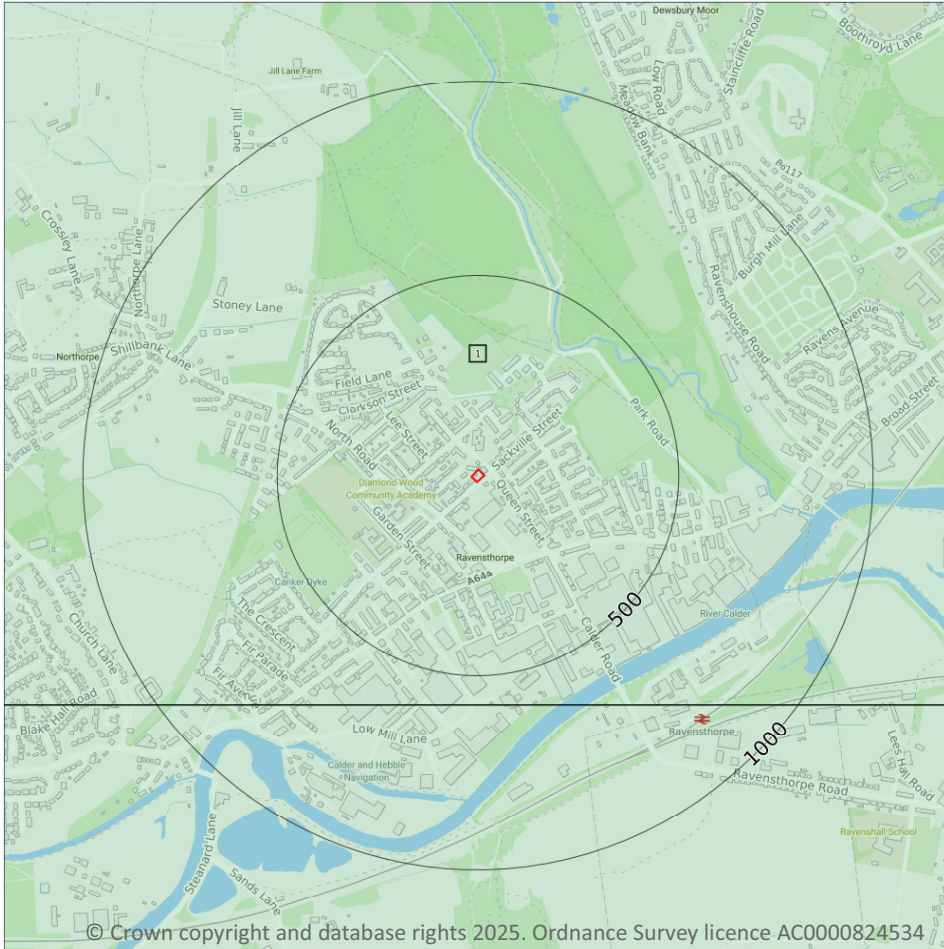 Dewsbury Moor
Boothroyd Lane
Staincliffe Road
Low Road
Jill Lane Farm
Meadow Bank
Jill Lane
B6117
Crossley Lane
Northorpe Lane
Burgh Mill Lane
Ravenshouse Road
Stoney Lane
Ravens Avenue
Shillbank Lane
Northorpe
1
Field Lane
Clarkson Street
Broad Street
Lee Street
Park Road
North Road
Sackville Street
Diamond Wood
Community Academy
Queen Street
Garden Street
Ravensthorpe
A644
Canker Dyke
500
The Crescent
River Calder
Church Lane
Calder Road
Fir Parade
Fir Avenue
Blake Hall Road
Low Mill Lane
Ravensthorpe
1000
Lees Hall Road
Calder and Hebble
Navigation
Ravensthorpe Road
Ravenshall School
Steanard Lane
Sands Lane
© Crown copyright and database rights 2025. Ordnance Survey licence AC0000824534